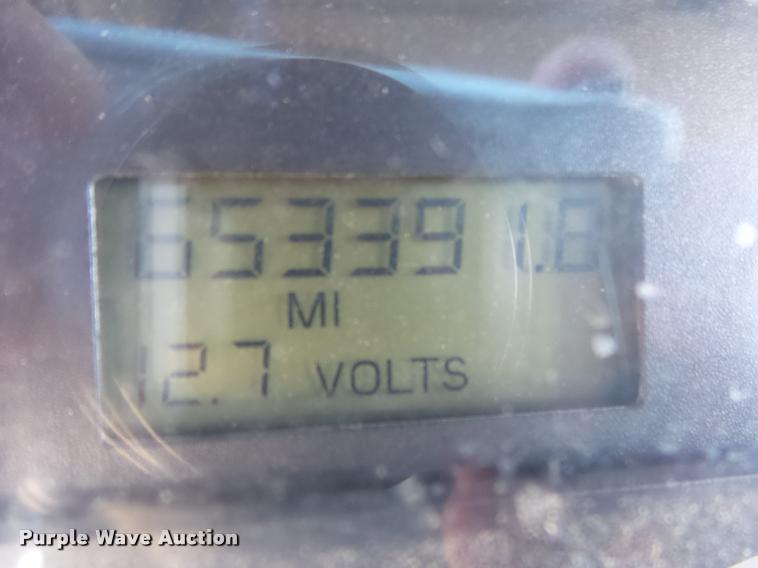 653391.8
MI
12.7 VOLTS
Purple Wave Auction